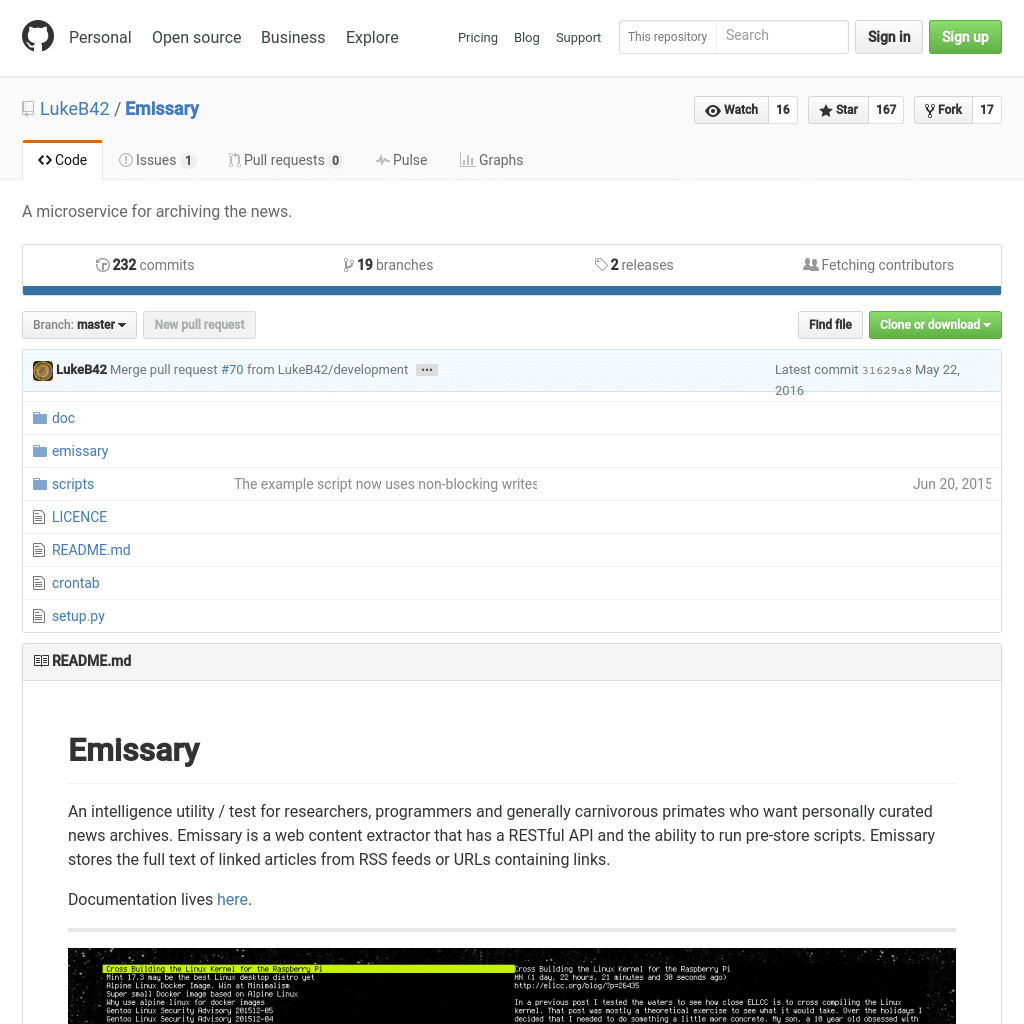 Personal Open source Business Explore Pricing Blog Support This repository Search Sign in Sign up
LukeB42 / Emissary Watch 16 Star 167 Fork 17
Code Issues 1 Pull requests 0 Pulse Graphs
A microservice for archiving the news.
232 commits 19 branches 2 releases Fetching contributors
Branch: master New pull request Find file Clone or download
LukeB42 Merge pull request #70 from LukeB42/development … Latest commit 31629a8 May 22,
2016
doc
emissary
scripts The example script now uses non-blocking writes Jun 20, 2015
LICENCE
README.md
crontab
setup.py
README.md
Emissary
An intelligence utility / test for researchers, programmers and generally carnivorous primates who want personally curated
news archives. Emissary is a web content extractor that has a RESTful API and the ability to run pre-store scripts. Emissary
stores the full text of linked articles from RSS feeds or URLs containing links.
Documentation lives here.
Cross Building the Linux Kernel for the Raspberry Pi Cross Building the Linux Kernel for the Raspberry Pi
Mint 17.3 may be the best Linux desktop distro yet HN (1 day, 22 hours, 21 minutes and 30 seconds ago)
Alpine Linux Docker Image. Win at Minimalism http://ellcc.org/blog/?p=26435
Super small Docker image based on Alpine Linux
Why use alpine linux for docker images In a previous post I tested the waters to see how close ELLCC is to cross compiling the Linux
Gentoo Linux Security Advisory 201512-05 kernel. That post was mostly a theoretical exercise to see what it would take. Over the holidays I
Gentoo Linux Security Advisory 201512-04 decided that I needed to do something a little more concrete. My son, a 10 year old obsessed with